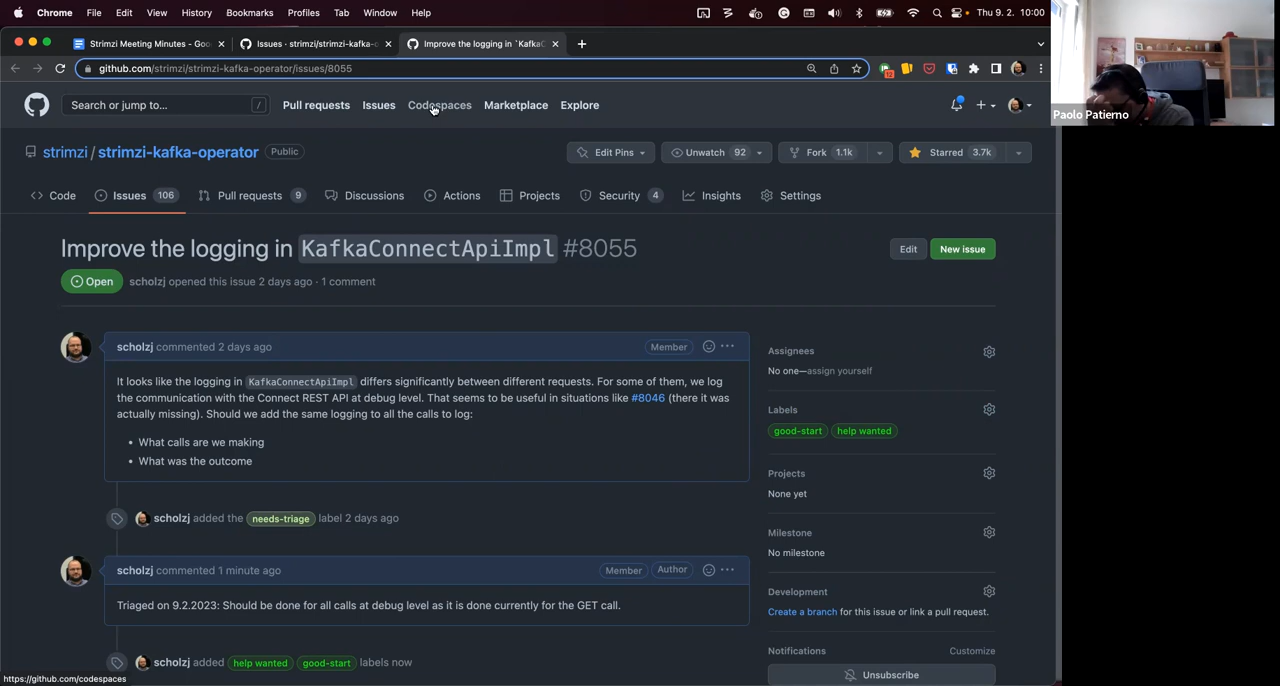 Chrome File Edit View History Bookmarks Profiles Tab Window Help Thu 9. 2. 10:00
Strimzi Meeting Minutes - Goo
Issues · strimzi/strimzi-kafka-o
Improve the logging in `KafkaC
github.com/strimzi/strimzi-kafka-operator/issues/8055
12
Search or jump to... /
Pull requests Issues Codespaces Marketplace Explore
Paolo Patierno
strimzi / strimzi-kafka-operator Public
Edit Pins Unwatch 92 Fork 1.1k Starred 3.7k
Code Issues 106 Pull requests 9 Discussions Actions Projects Security 4 Insights Settings
Improve the logging in KafkaConnectApiImpl #8055
Edit New issue
Open scholzj opened this issue 2 days ago · 1 comment
scholzj commented 2 days ago Member
It looks like the logging in KafkaConnectApiImpl differs significantly between different requests. For some of them, we log
the communication with the Connect REST API at debug level. That seems to be useful in situations like #8046 (there it was
actually missing). Should we add the same logging to all the calls to log:
• What calls are we making
• What was the outcome
scholzj added the needs-triage label 2 days ago
scholzj commented 1 minute ago Member Author
Triaged on 9.2.2023: Should be done for all calls at debug level as it is done currently for the GET call.
scholzj added help wanted good-start labels now
Assignees
No one—assign yourself
Labels
good-start help wanted
Projects
None yet
Milestone
No milestone
Development
Create a branch for this issue or link a pull request.
Notifications Customize
Unsubscribe
https://github.com/codespaces